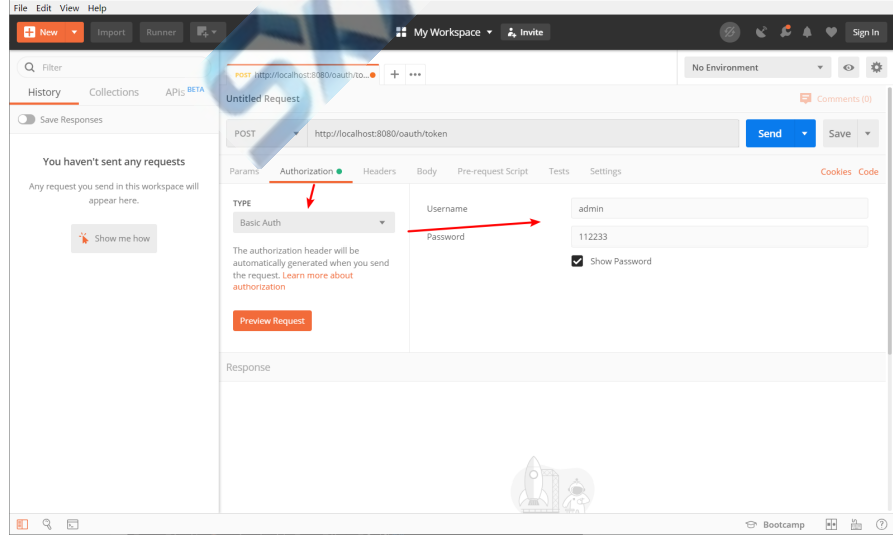 File Edit View Help
New Import Runner My Workspace Invite Sign In
Filter
History Collections APIs BETA
Save Responses
You haven't sent any requests
Any request you send in this workspace will
appear here.
Show me how
POST http://localhost:8080/oauth/to...
No Environment
Untitled Request
Comments (0)
POST http://localhost:8080/oauth/token Send Save
Params Authorization Headers Body Pre-request Script Tests Settings Cookies Code
TYPE
Basic Auth
The authorization header will be
automatically generated when you send
the request. Learn more about
authorization
Preview Request
Username admin
Password 112233
Show Password
Response
Bootcamp